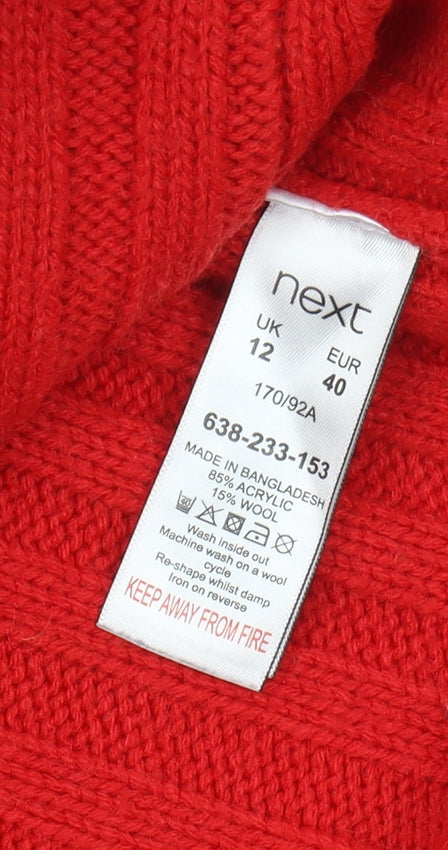 next
UK EUR
12 40
170/92A
638-233-153
MADE IN BANGLADESH
85% ACRYLIC
15% WOOL
40
Wash inside out
Machine wash on a wool
cycle
Re-shape whilst damp
Iron on reverse
KEEP AWAY FROM FIRE